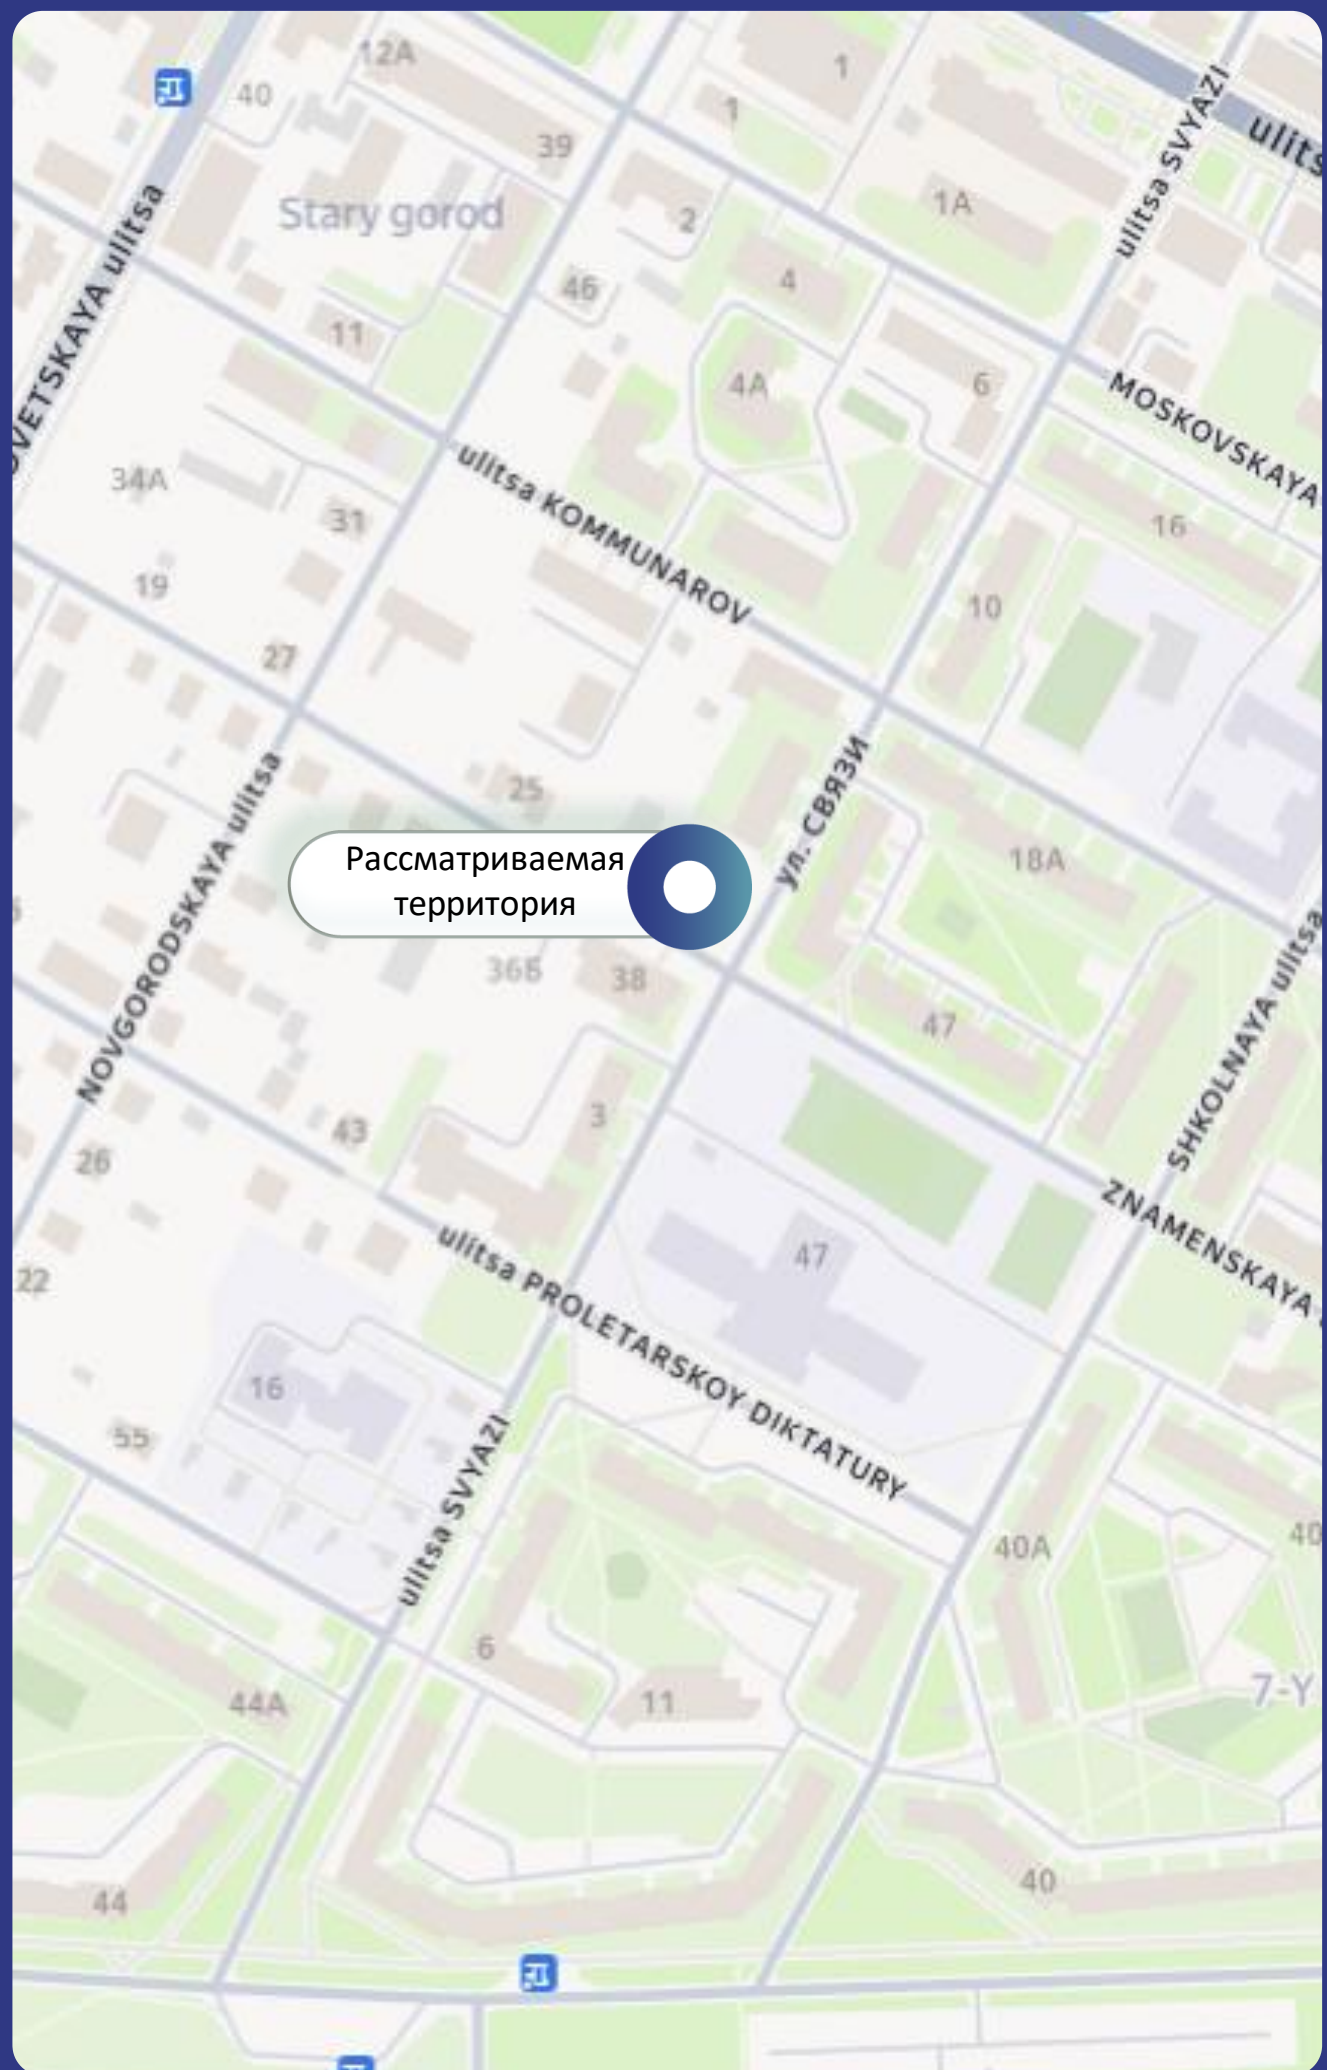 12A
40
1
1
39
ulitsa SVYAZI
ulits
Stary gorod
2
1A
4
46
11
OVETSKAYA ulitsa
4A
6
MOSKOVSKAYA
34A
ulitsa KOMMUNAROV
31
16
19
10
27
25
ул. СВЯЗИ
18A
Рассматриваемая
территория
NOVGORODSKAYA ulitsa
36Б
38
47
SHKOLNAYA ulitsa
3
43
26
ZNAMENSKAYA
22
47
ulitsa PROLETARSKOY DIKTATURY
16
55
ulitsa SVYAZI
40A
40
6
44A
11
7-Y
44
40